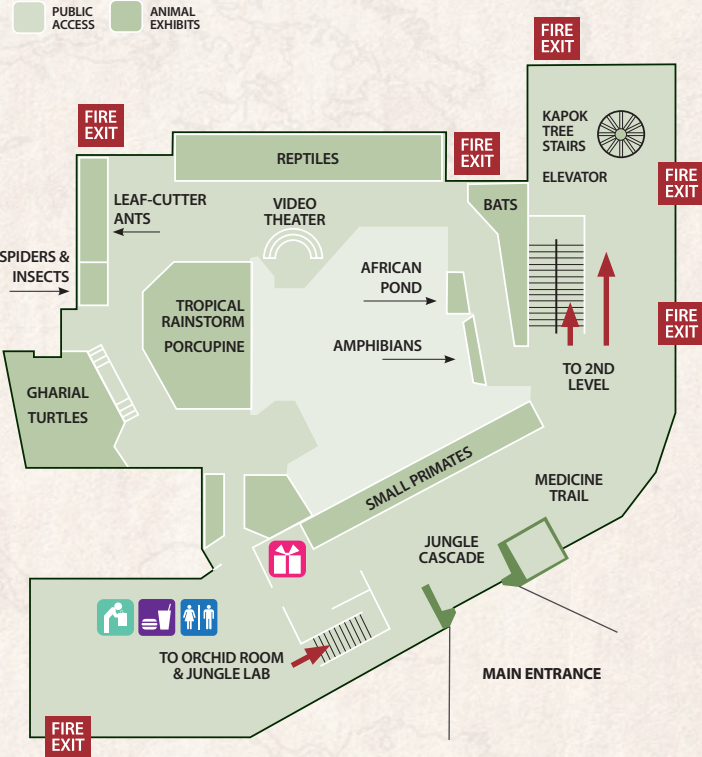 PUBLIC
ACCESS
ANIMAL
EXHIBITS
FIRE
EXIT
FIRE
EXIT
FIRE
EXIT
KAPOK
TREE
STAIRS
ELEVATOR
FIRE
EXIT
REPTILES
LEAF-CUTTER
ANTS
VIDEO
THEATER
BATS
SPIDERS &
INSECTS
AFRICAN
POND
TROPICAL
RAINSTORM
PORCUPINE
AMPHIBIANS
FIRE
EXIT
TO 2ND
LEVEL
GHARIAL
TURTLES
SMALL PRIMATES
MEDICINE
TRAIL
JUNGLE
CASCADE
TO ORCHID ROOM
& JUNGLE LAB
MAIN ENTRANCE
FIRE
EXIT